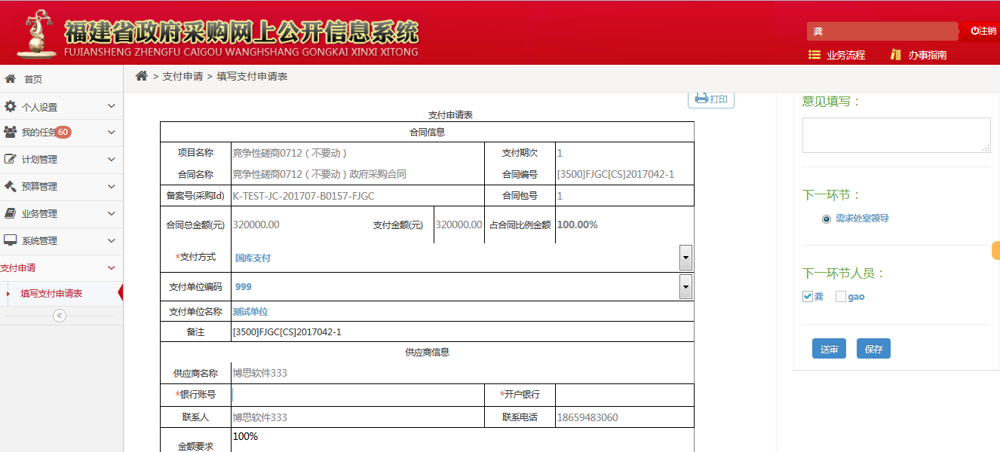 福建省政府采购网上公开信息系统
FUJIANSHENG ZHENGFU CAIGOU WANGHSHANG GONGKAI XINXI XITONG
龚
注销
业务流程
办事指南
首页
个人设置
我的任务 60
计划管理
预算管理
业务管理
系统管理
支付申请
填写支付申请表
> 支付申请 > 填写支付申请表
打印
支付申请表
合同信息
项目名称 竞争性磋商0712（不要动） 支付期次 1
合同名称 竞争性磋商0712（不要动）政府采购合同 合同编号 [3500]FJGC[CS]2017042-1
备案号(采购Id) K-TEST-JC-201707-B0157-FJGC 合同包号 1
合同总金额(元) 320000.00 支付金额(元) 320000.00 占合同比例金额 100.00%
*支付方式 国库支付
支付单位编码 999
支付单位名称 测试单位
备注 [3500]FJGC[CS]2017042-1
供应商信息
供应商名称 博思软件333
*银行账号 *开户银行
联系人 博思软件333 联系电话 18659483060
金额要求 100%
意见填写：
下一环节：
需求处室领导
下一环节人员：
龚 gao
送审 保存